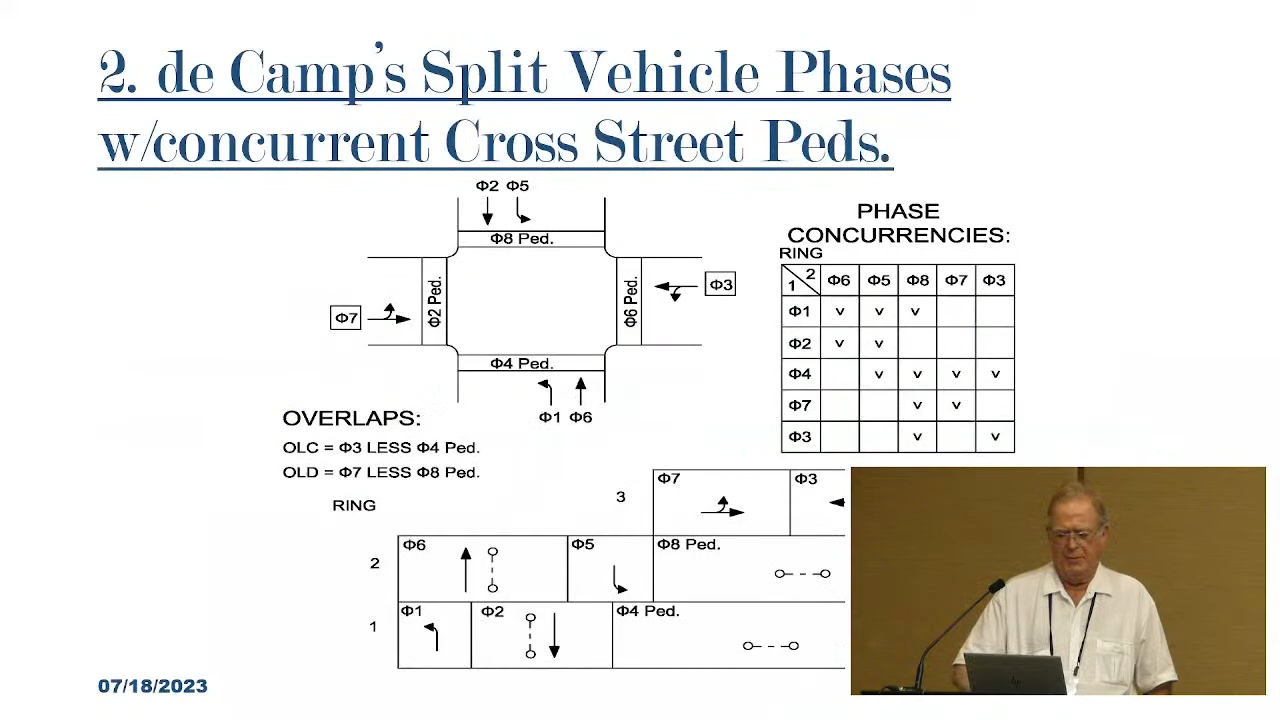 2. de Camp's Split Vehicle Phases
w/concurrent Cross Street Peds.
Φ2 Φ5
Φ8 Ped.
Φ7
Φ2 Ped.
Φ6 Ped.
Φ3
Φ4 Ped.
Φ1 Φ6
PHASE
CONCURRENCIES:
RING
1 2 Φ6 Φ5 Φ8 Φ7 Φ3
Φ1 v v v
Φ2 v v
Φ4 v v v v
Φ7 v v
Φ3 v v
OVERLAPS:
OLC = Φ3 LESS Φ4 Ped.
OLD = Φ7 LESS Φ8 Ped.
RING
3 Φ7 Φ3
2 Φ6 Φ5 Φ8 Ped.
1 Φ1 Φ2 Φ4 Ped.
07/18/2023
hp